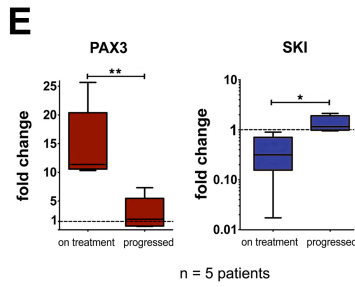 E
PAX3
**
fold change
25
20
15
10
5
1
on treatment progressed
SKI
*
fold change
10
1
0.10
0.01
on treatment progressed
n = 5 patients